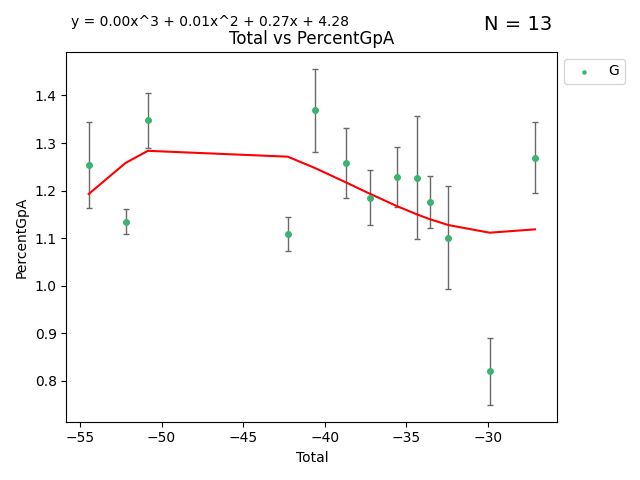 y = 0.00x^3 + 0.01x^2 + 0.27x + 4.28
N = 13
Total vs PercentGpA
G
PercentGpA
1.4
1.3
1.2
1.1
1.0
0.9
0.8
−55 −50 −45 −40 −35 −30
Total